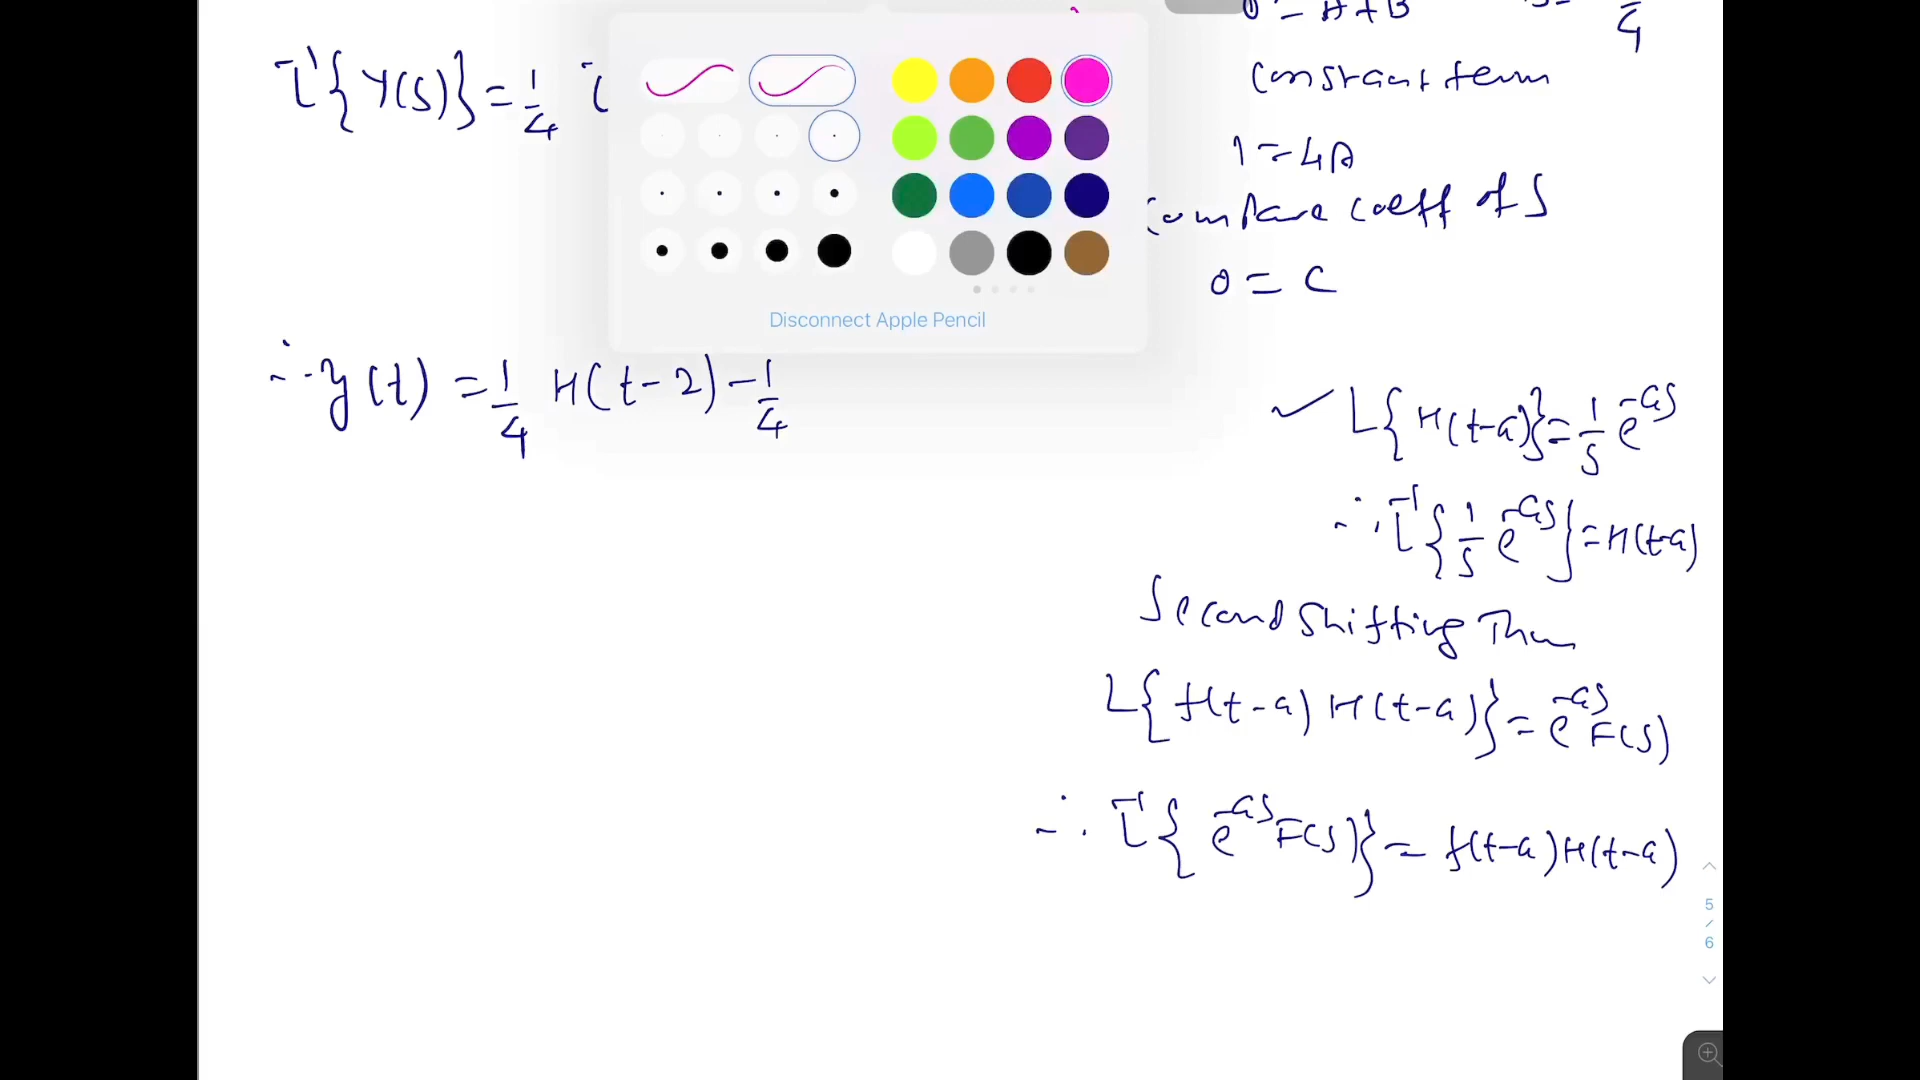 0 = A + B
4
L⁻¹{Y(S)} = 1/4 L⁻¹
constant term
1 = 4A
Compare coeff of S
0 = C
Disconnect Apple Pencil
∴ y(t) = 1/4 H(t-2) - 1/4
✓ L{H(t-a)} = 1/S e^-aS
∴ L⁻¹{1/S e^-aS} = H(t-a)
Second Shifting Thm
L{f(t-a) H(t-a)} = e^-aS F(S)
∴ L⁻¹{e^-aS F(S)} = f(t-a) H(t-a)
5
/
6